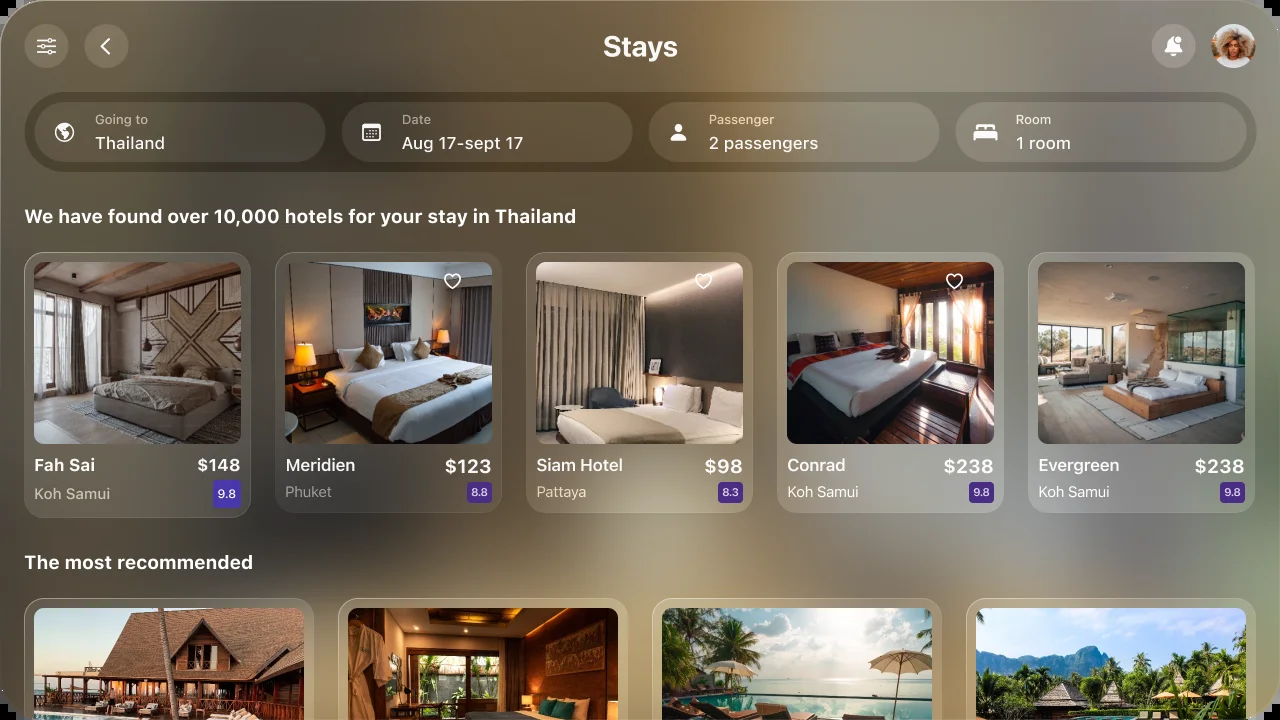 Stays
Going to
Thailand
Date
Aug 17-sept 17
Passenger
2 passengers
Room
1 room
We have found over 10,000 hotels for your stay in Thailand
Fah Sai
$148
Koh Samui
9.8
Meridien
$123
Phuket
8.8
Siam Hotel
$98
Pattaya
8.3
Conrad
$238
Koh Samui
9.8
Evergreen
$238
Koh Samui
9.8
The most recommended